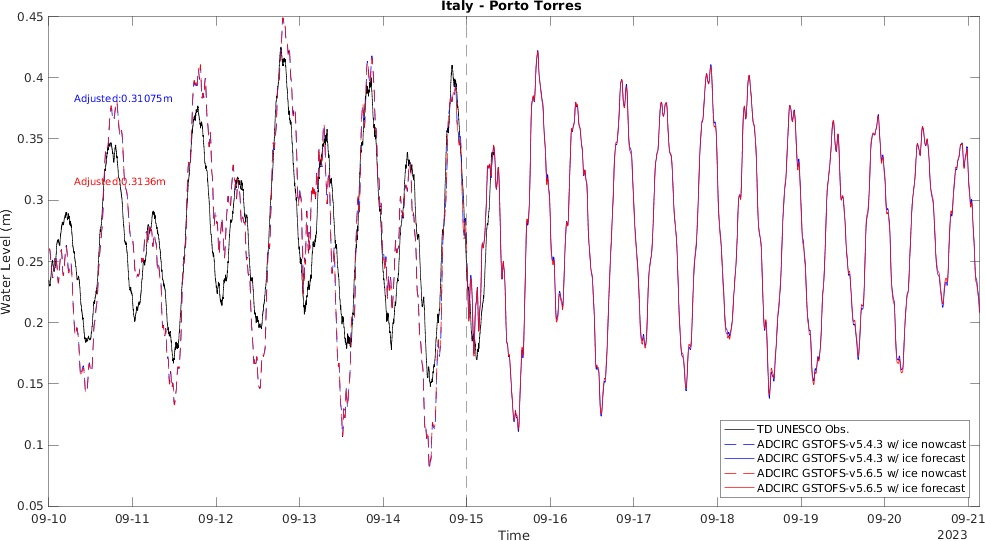 Italy - Porto Torres
0.45
0.4
0.35
0.3
0.25
0.2
0.15
0.1
0.05
Water Level (m)
Adjusted:0.31075m
Adjusted:0.3136m
TD UNESCO Obs.
ADCIRC GSTOFS-v5.4.3 w/ ice nowcast
ADCIRC GSTOFS-v5.4.3 w/ ice forecast
ADCIRC GSTOFS-v5.6.5 w/ ice nowcast
ADCIRC GSTOFS-v5.6.5 w/ ice forecast
09-10 09-11 09-12 09-13 09-14 09-15 09-16 09-17 09-18 09-19 09-20 09-21
Time
2023